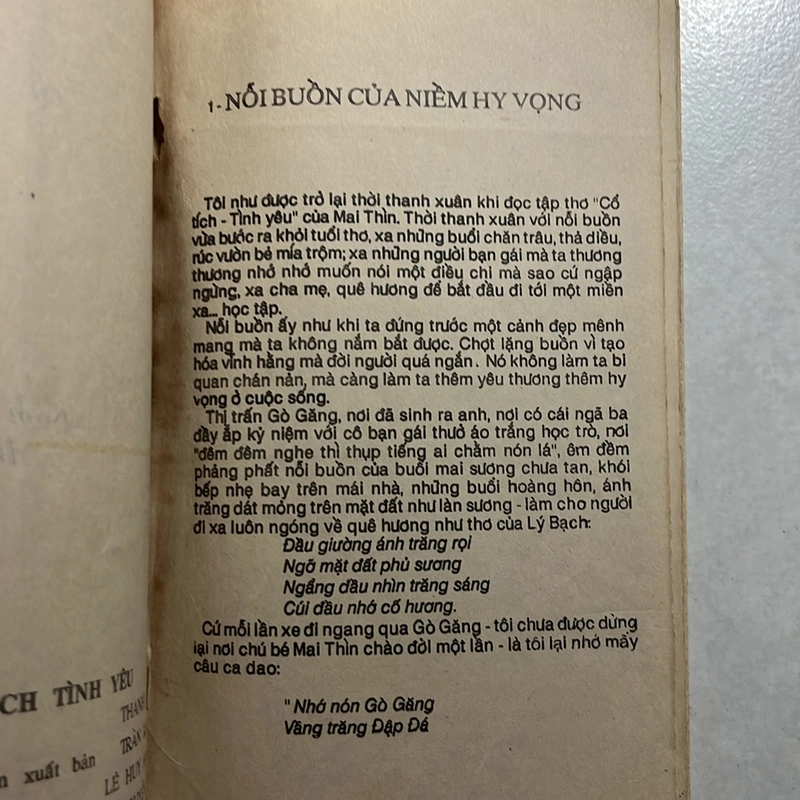 CH TÌNH YÊU
THANH
xuất bản
TRẦN
LÊ HUY
1- NỖI BUỒN CỦA NIỀM HY VỌNG
Tôi như được trở lại thời thanh xuân khi đọc tập thơ "Cổ
tích - Tình yêu" của Mai Thìn. Thời thanh xuân với nỗi buồn
vừa bước ra khỏi tuổi thơ, xa những buổi chăn trâu, thả diều,
rúc vườn bẻ mía trộm; xa những người bạn gái mà ta thương
thương nhớ nhớ muốn nói một điều chi mà sao cứ ngập
ngừng, xa cha mẹ, quê hương để bắt đầu đi tới một miền
xa... học tập.
Nỗi buồn ấy như khi ta đứng trước một cảnh đẹp mênh
mang mà ta không nắm bắt được. Chợt lặng buồn vì tạo
hóa vĩnh hằng mà đời người quá ngắn. Nó không làm ta bi
quan chán nản, mà càng làm ta thêm yêu thương thêm hy
vọng ở cuộc sống.
Thị trấn Gò Găng, nơi đã sinh ra anh, nơi có cái ngã ba
đầy ắp kỷ niệm với cô bạn gái thuở áo trắng học trò, nơi
"đêm đêm nghe thì thụp tiếng ai chằm nón lá", êm đềm
phảng phất nỗi buồn của buổi mai sương chưa tan, khói
bếp nhẹ bay trên mái nhà, những buổi hoàng hôn, ánh
trăng dát mỏng trên mặt đất như làn sương - làm cho người
đi xa luôn ngóng về quê hương như thơ của Lý Bạch:
Đầu giường ánh trăng rọi
Ngỡ mặt đất phủ sương
Ngẩng đầu nhìn trăng sáng
Cúi đầu nhớ cố hương.
Cứ mỗi lần xe đi ngang qua Gò Găng - tôi chưa được dừng
lại nơi chú bé Mai Thìn chào đời một lần - là tôi lại nhớ mấy
câu ca dao:
"Nhớ nón Gò Găng
Vầng trăng Đập Đá